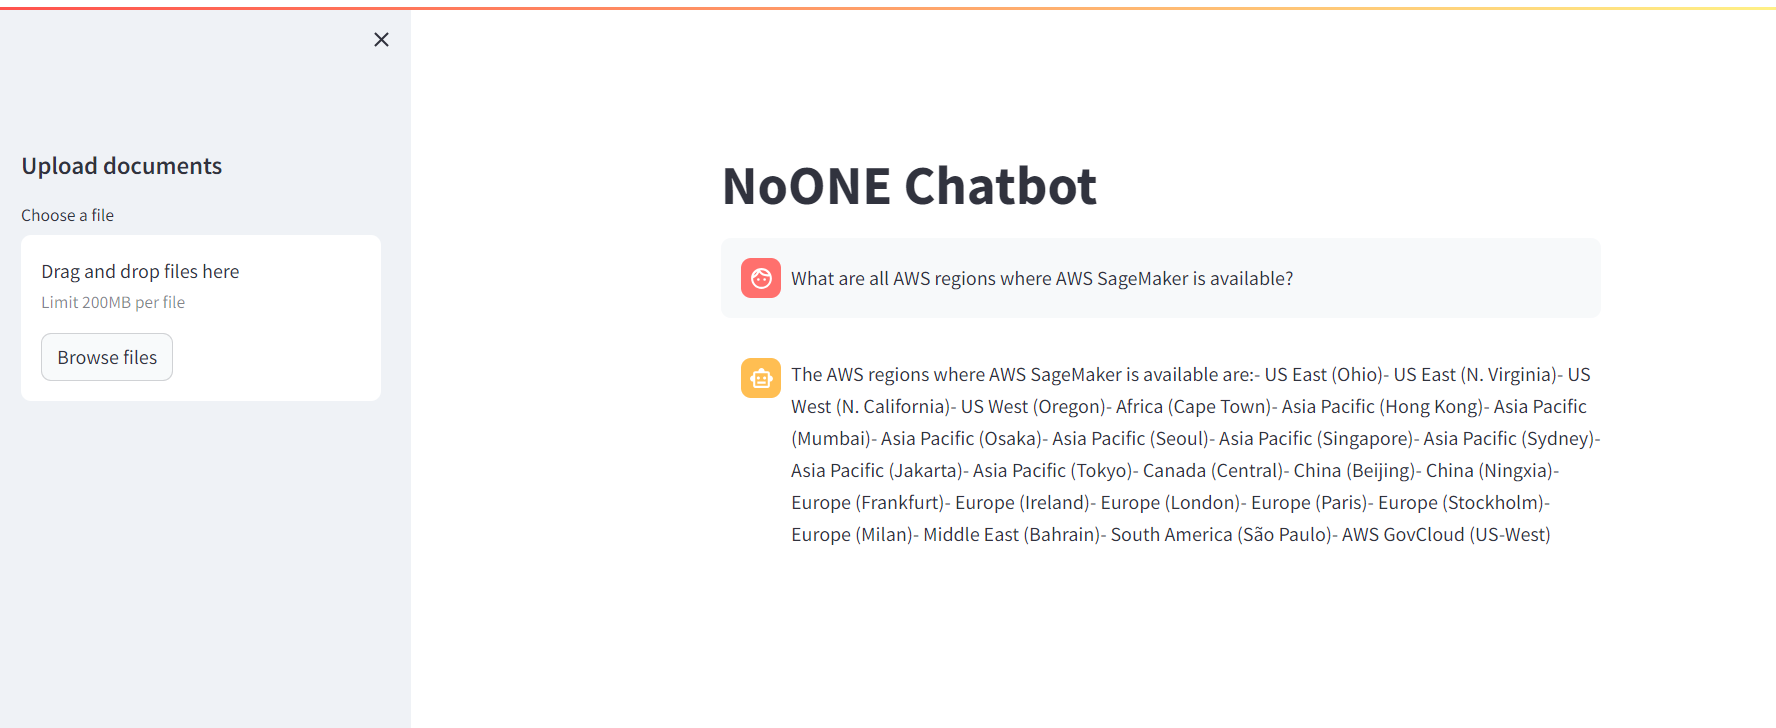 Upload documents
Choose a file
Drag and drop files here
Limit 200MB per file
Browse files
NoONE Chatbot
What are all AWS regions where AWS SageMaker is available?
The AWS regions where AWS SageMaker is available are:- US East (Ohio)- US East (N. Virginia)- US
West (N. California)- US West (Oregon)- Africa (Cape Town)- Asia Pacific (Hong Kong)- Asia Pacific
(Mumbai)- Asia Pacific (Osaka)- Asia Pacific (Seoul)- Asia Pacific (Singapore)- Asia Pacific (Sydney)-
Asia Pacific (Jakarta)- Asia Pacific (Tokyo)- Canada (Central)- China (Beijing)- China (Ningxia)-
Europe (Frankfurt)- Europe (Ireland)- Europe (London)- Europe (Paris)- Europe (Stockholm)-
Europe (Milan)- Middle East (Bahrain)- South America (São Paulo)- AWS GovCloud (US-West)